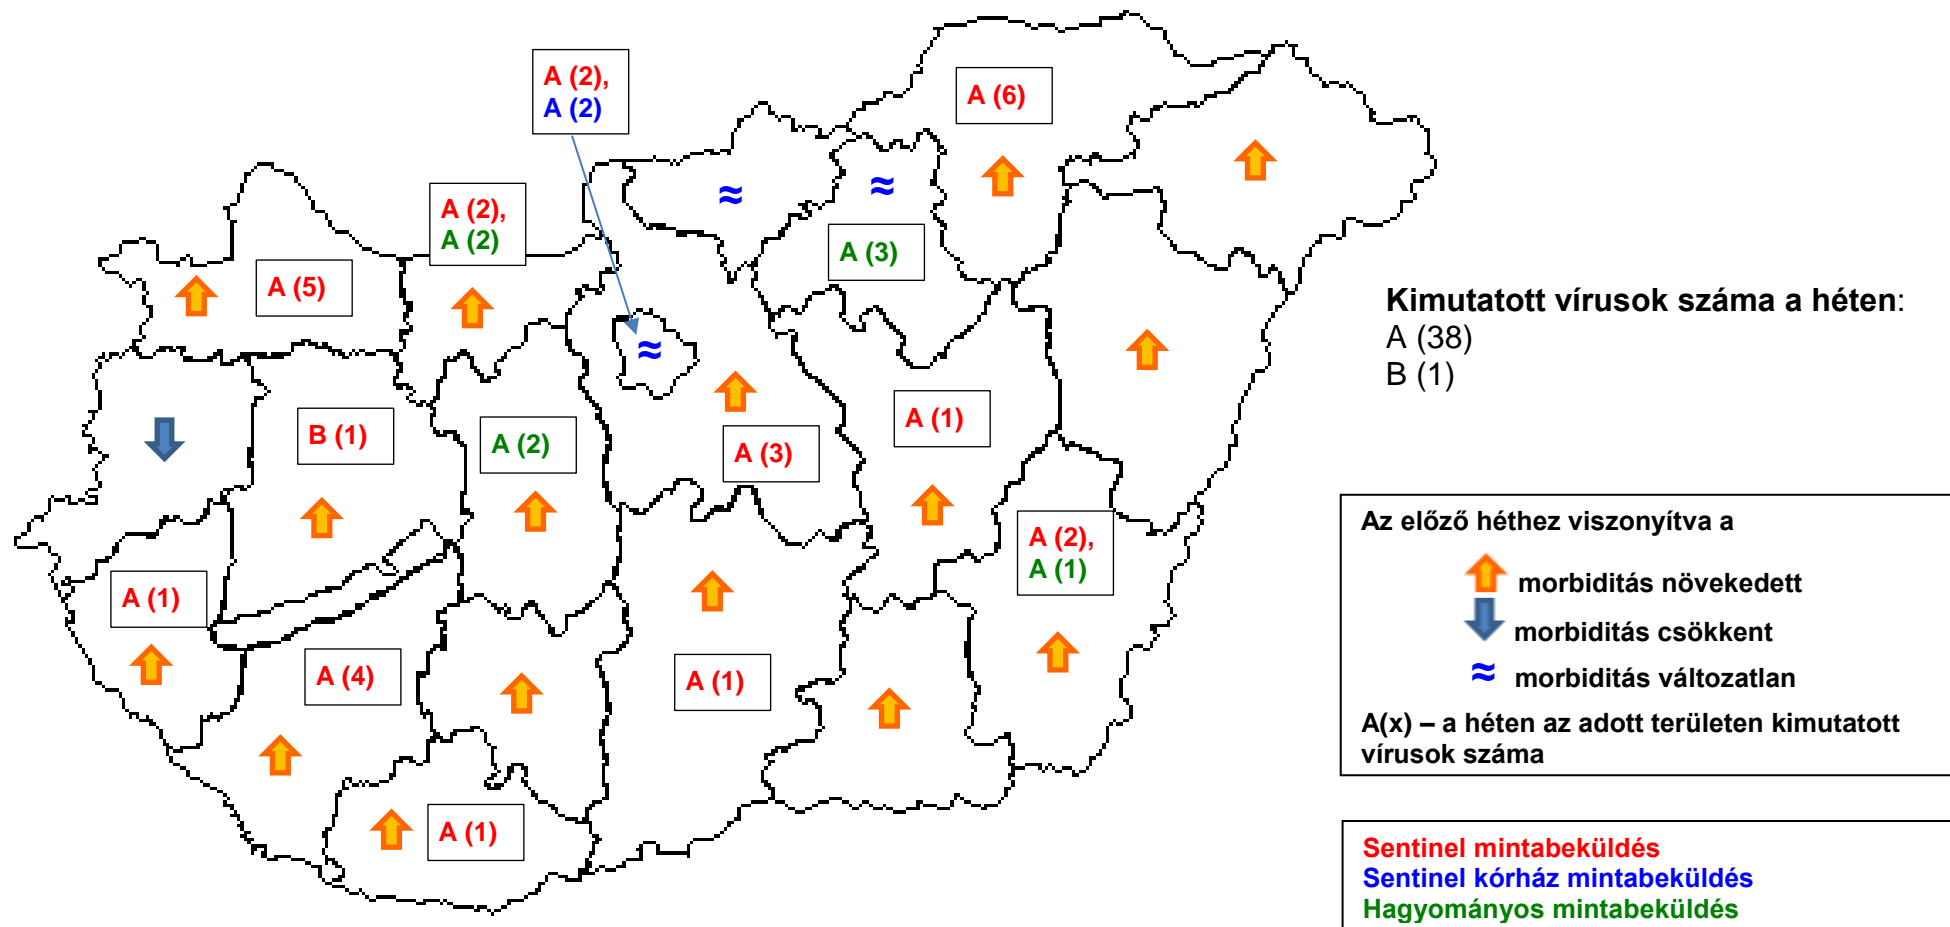 A (2),
A (2)
A (6)
≈
≈
A (2),
A (2)
A (3)
A (5)
≈
Kimutatott vírusok száma a héten:
A (38)
B (1)
B (1)
A (2)
A (3)
A (1)
A (2),
A (1)
A (1)
A (4)
A (1)
A (1)
Az előző héthez viszonyítva a
morbiditás növekedett
morbiditás csökkent
≈ morbiditás változatlan
A(x) – a héten az adott területen kimutatott
vírusok száma
Sentinel mintabeküldés
Sentinel kórház mintabeküldés
Hagyományos mintabeküldés